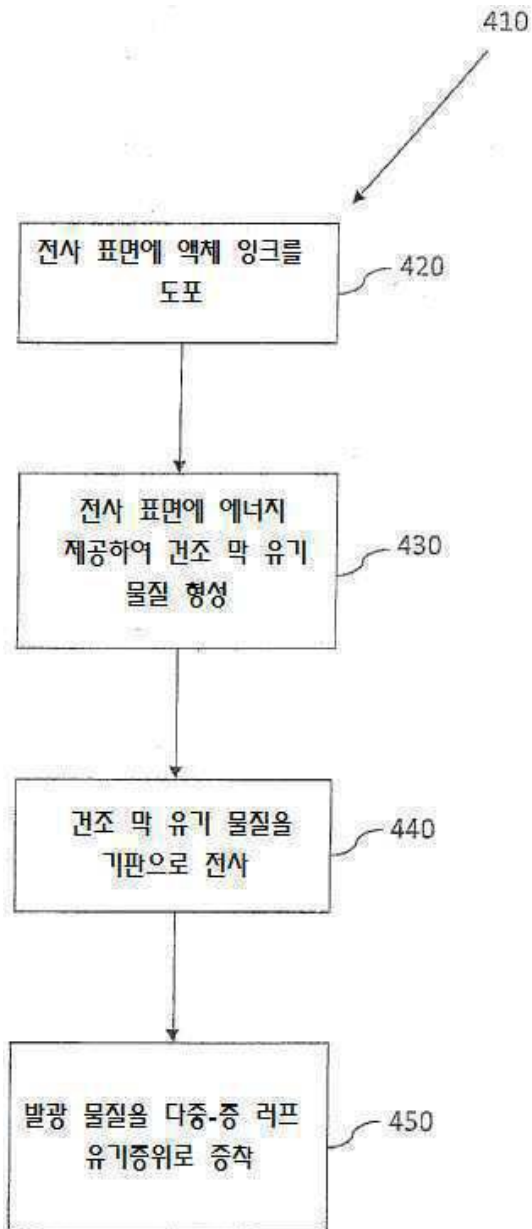 410
전사 표면에 액체 잉크를
도포
420
전사 표면에 에너지
제공하여 건조 막 유기
물질 형성
430
건조 막 유기 물질을
기판으로 전사
440
발광 물질을 다중-층 러프
유기층위로 증착
450